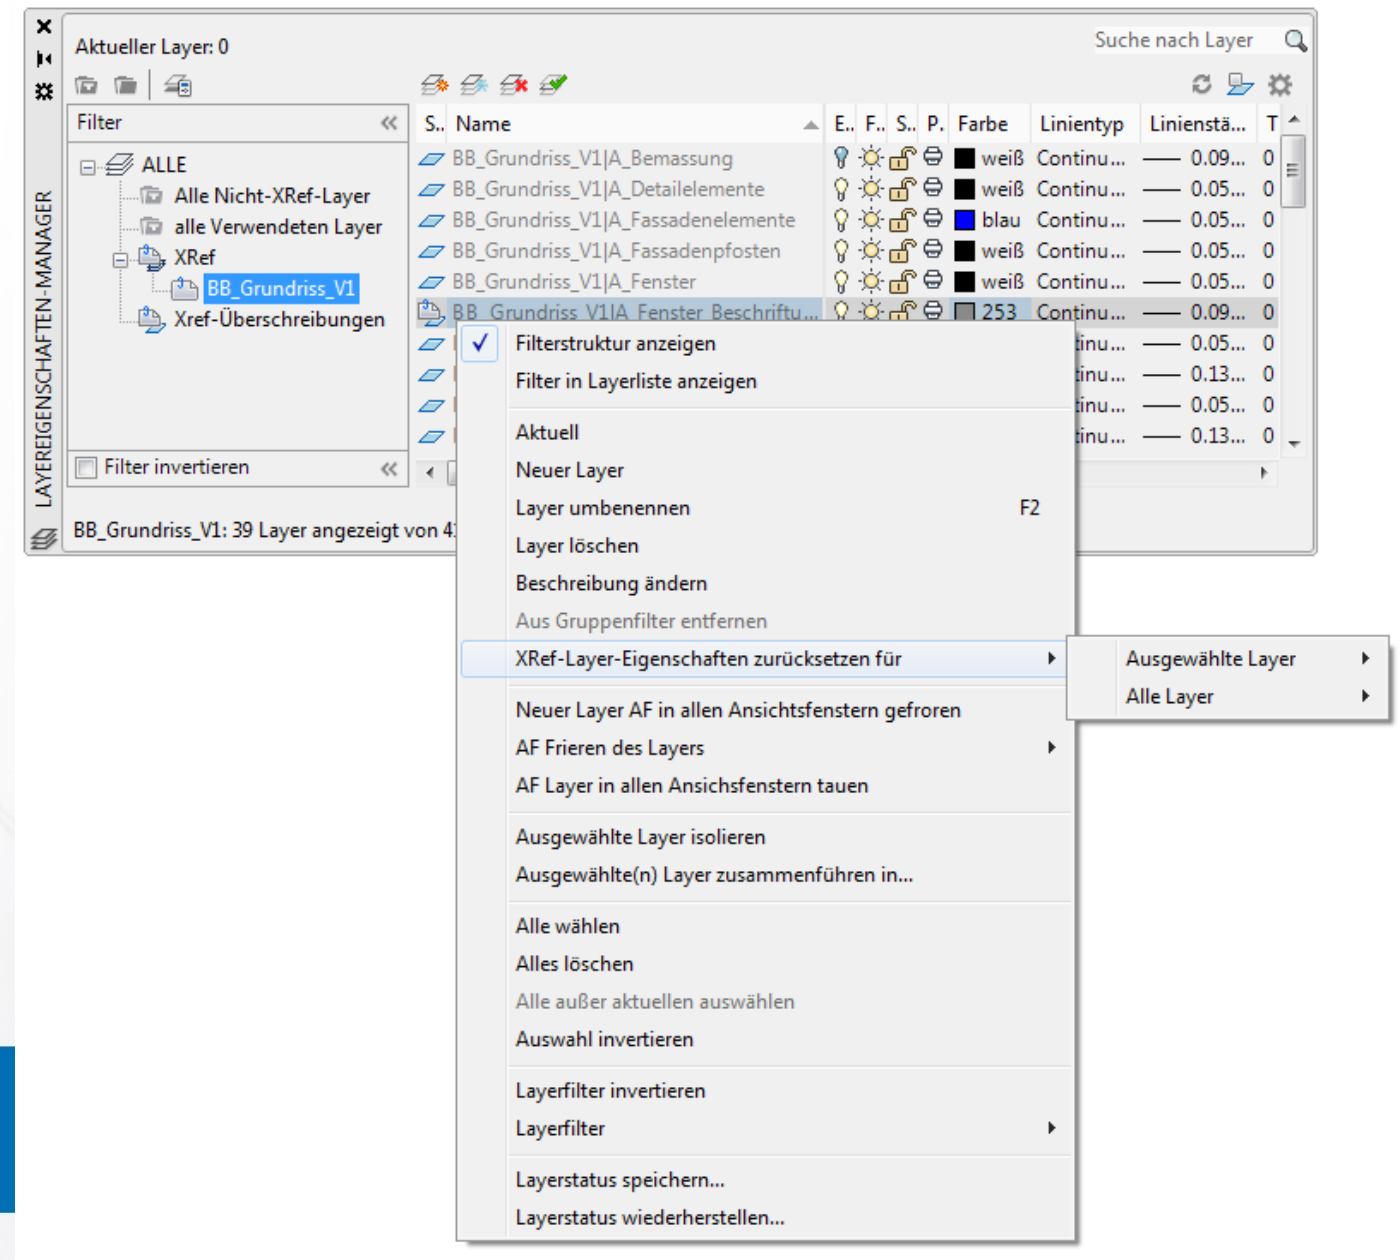 Aktueller Layer: 0
Suche nach Layer
Filter
ALLE
Alle Nicht-XRef-Layer
alle Verwendeten Layer
XRef
BB_Grundriss_V1
Xref-Überschreibungen
Filter invertieren
LAYEREIGENSCHAFTEN-MANAGER
S.. Name E.. F.. S.. P. Farbe Linientyp Linienstä... T
BB_Grundriss_V1|A_Bemassung weiß Continu... 0.09... 0
BB_Grundriss_V1|A_Detailelemente weiß Continu... 0.05... 0
BB_Grundriss_V1|A_Fassadenelemente blau Continu... 0.05... 0
BB_Grundriss_V1|A_Fassadenpfosten weiß Continu... 0.05... 0
BB_Grundriss_V1|A_Fenster weiß Continu... 0.05... 0
BB_Grundriss_V1|A_Fenster_Beschriftu... 253 Continu... 0.09... 0
tinu... 0.05... 0
tinu... 0.13... 0
tinu... 0.05... 0
tinu... 0.13... 0
BB_Grundriss_V1: 39 Layer angezeigt von 4
Filterstruktur anzeigen
Filter in Layerliste anzeigen
Aktuell
Neuer Layer
Layer umbenennen F2
Layer löschen
Beschreibung ändern
Aus Gruppenfilter entfernen
XRef-Layer-Eigenschaften zurücksetzen für
Ausgewählte Layer
Alle Layer
Neuer Layer AF in allen Ansichtsfenstern gefroren
AF Frieren des Layers
AF Layer in allen Ansichsfenstern tauen
Ausgewählte Layer isolieren
Ausgewählte(n) Layer zusammenführen in...
Alle wählen
Alles löschen
Alle außer aktuellen auswählen
Auswahl invertieren
Layerfilter invertieren
Layerfilter
Layerstatus speichern...
Layerstatus wiederherstellen...